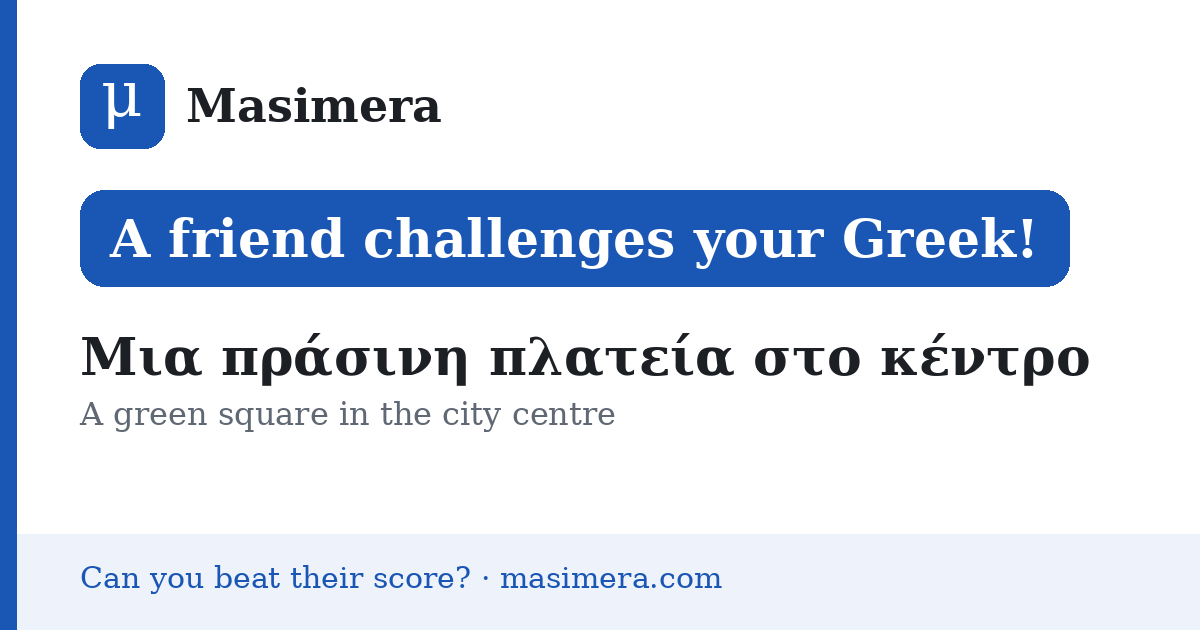 μ Masimera
A friend challenges your Greek!
Μια πράσινη πλατεία στο κέντρο
A green square in the city centre
Can you beat their score? · masimera.com